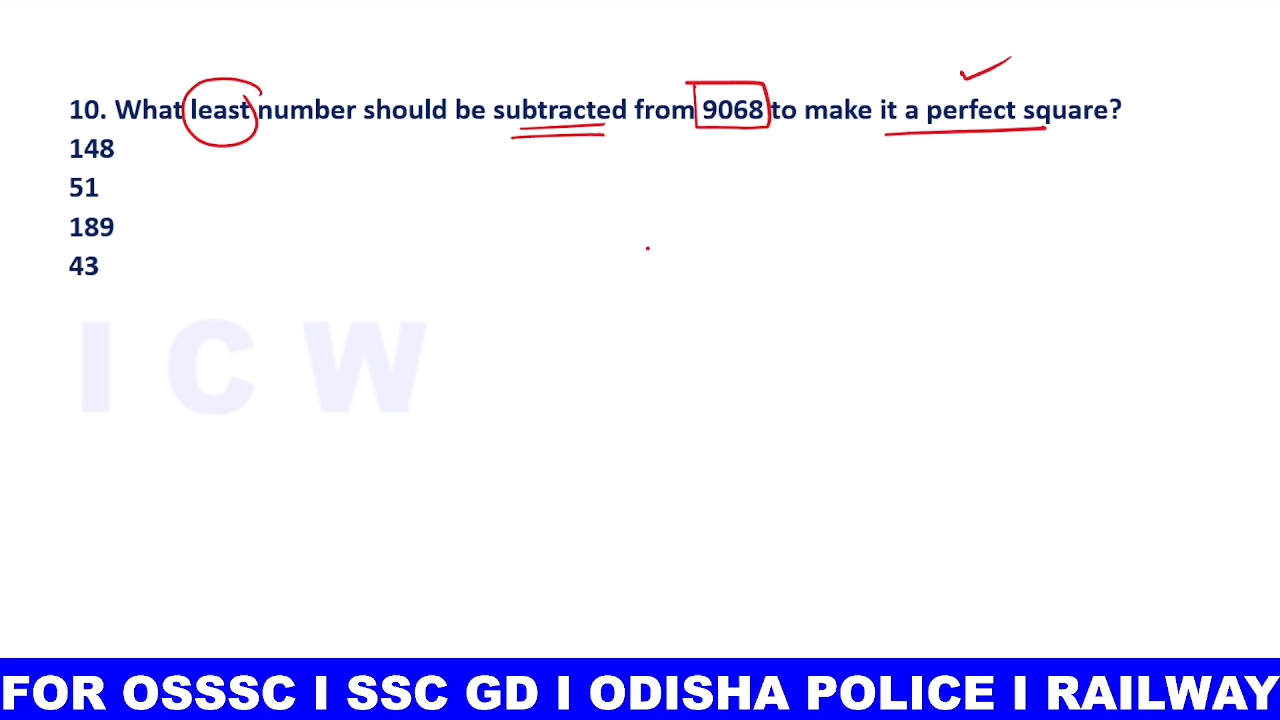 10. What least number should be subtracted from 9068 to make it a perfect square?
148
51
189
43
I C W
FOR OSSSC I SSC GD I ODISHA POLICE I RAILWAY